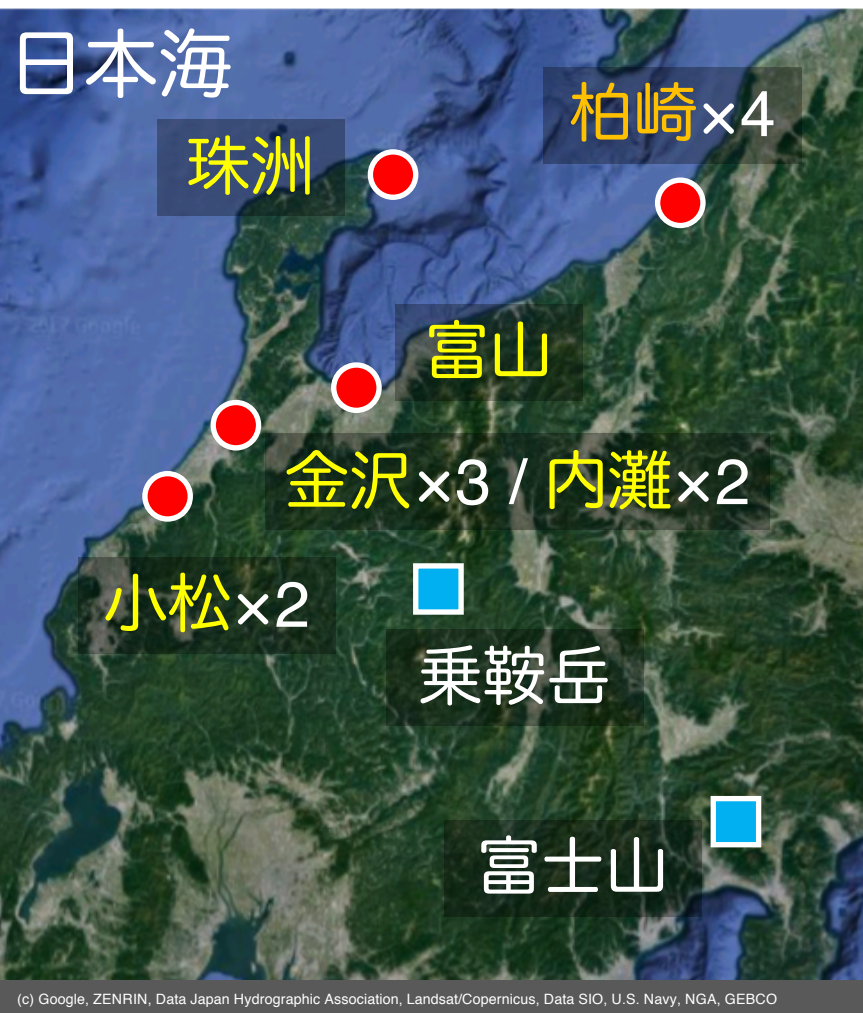 日本海
柏崎×4
珠洲
富山
金沢×3 / 内灘×2
小松×2
乗鞍岳
富士山
(c) Google, ZENRIN, Data Japan Hydrographic Association, Landsat/Copernicus, Data SIO, U.S. Navy, NGA, GEBCO